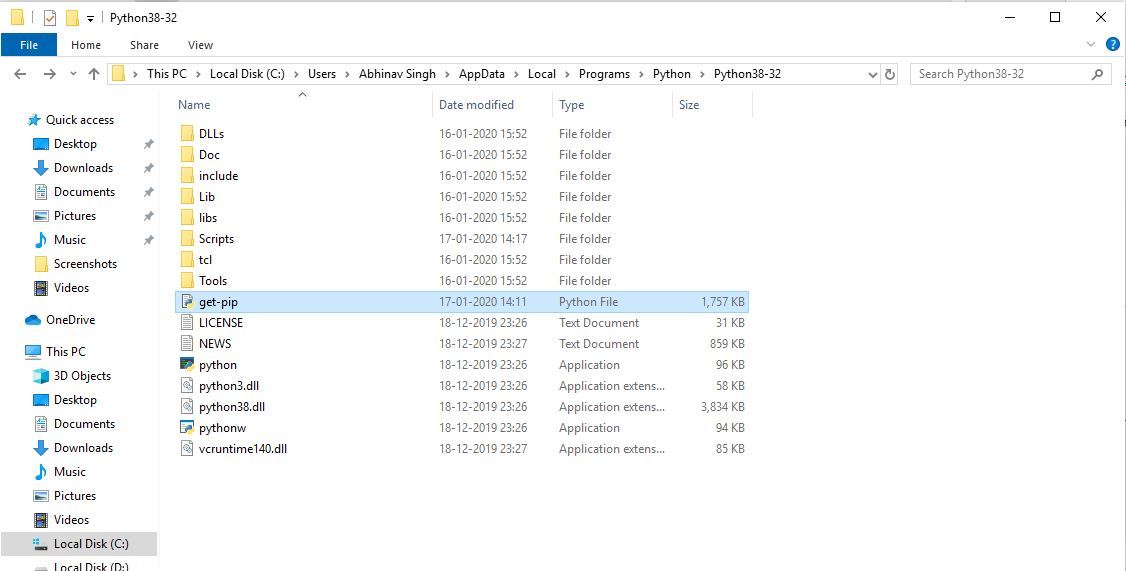 Python38-32
File Home Share View
This PC Local Disk (C:) Users Abhinav Singh AppData Local Programs Python Python38-32 Search Python38-32
Name Date modified Type Size
Quick access
Desktop
Downloads
Documents
Pictures
Music
Screenshots
Videos
OneDrive
This PC
3D Objects
Desktop
Documents
Downloads
Music
Pictures
Videos
Local Disk (C:)
Local Disk (D:)
DLLs 16-01-2020 15:52 File folder
Doc 16-01-2020 15:52 File folder
include 16-01-2020 15:52 File folder
Lib 16-01-2020 15:52 File folder
libs 16-01-2020 15:52 File folder
Scripts 17-01-2020 14:17 File folder
tcl 16-01-2020 15:52 File folder
Tools 16-01-2020 15:52 File folder
get-pip 17-01-2020 14:11 Python File 1,757 KB
LICENSE 18-12-2019 23:26 Text Document 31 KB
NEWS 18-12-2019 23:27 Text Document 859 KB
python 18-12-2019 23:26 Application 96 KB
python3.dll 18-12-2019 23:26 Application extens... 58 KB
python38.dll 18-12-2019 23:26 Application extens... 3,834 KB
pythonw 18-12-2019 23:26 Application 94 KB
vcruntime140.dll 18-12-2019 23:27 Application extens... 85 KB